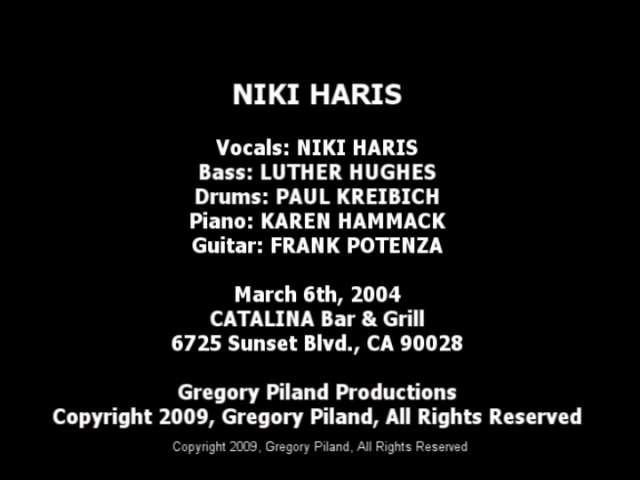 NIKI HARIS
Vocals: NIKI HARIS
Bass: LUTHER HUGHES
Drums: PAUL KREIBICH
Piano: KAREN HAMMACK
Guitar: FRANK POTENZA
March 6th, 2004
CATALINA Bar & Grill
6725 Sunset Blvd., CA 90028
Gregory Piland Productions
Copyright 2009, Gregory Piland, All Rights Reserved
Copyright 2009, Gregory Piland, All Rights Reserved